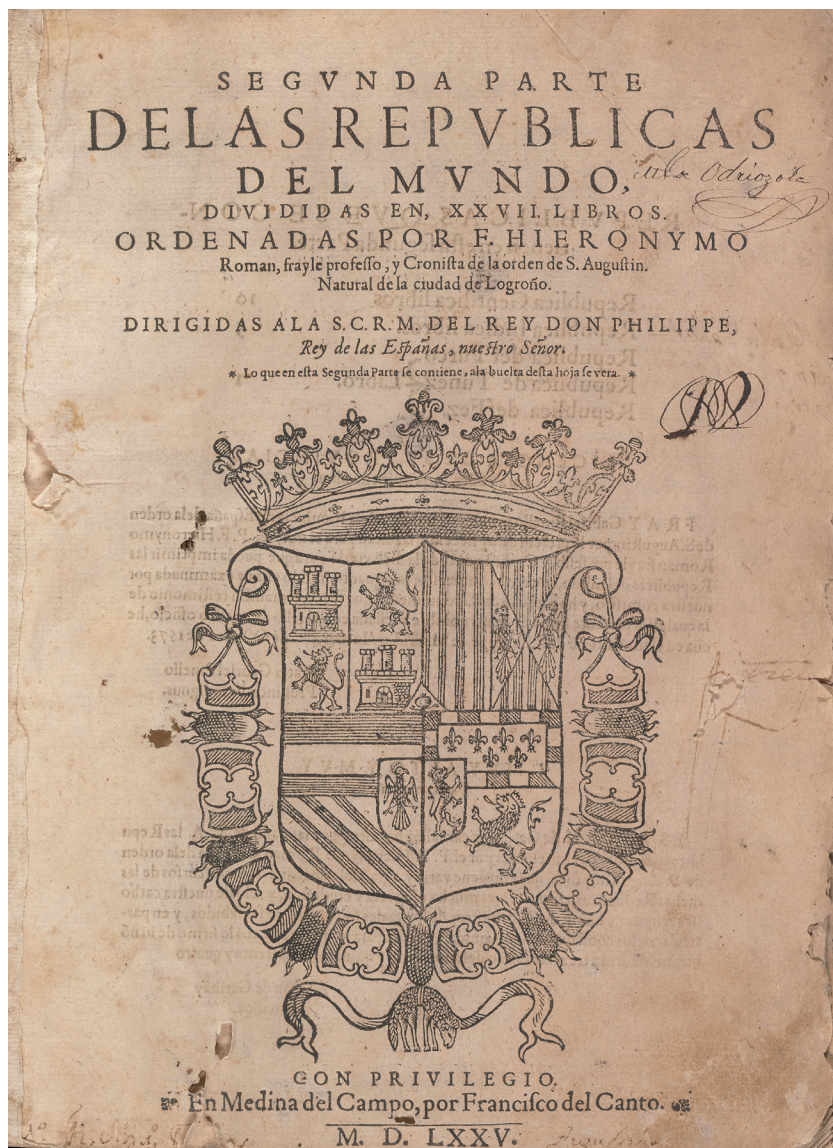 SEGVNDA PARTE
DELAS REPVBLICAS
DEL MVNDO,
Odriozola
DIVIDIDAS EN, XXVII. LIBROS.
ORDENADAS POR F. HIERONYMO
Roman, frayle profeſſo, y Croniſta de la orden de S. Auguſtin.
Natural de la ciudad de Logroño.
DIRIGIDAS ALA S.C.R.M. DEL REY DON PHILIPPE,
Rey de las Eſpañas, nueſtro Señor.
* Lo que en eſta Segunda Parte ſe contiene, ala buelta deſta hoja ſe vera. *
CON PRIVILEGIO.
En Medina del Campo, por Franciſco del Canto.
M. D. LXXV.